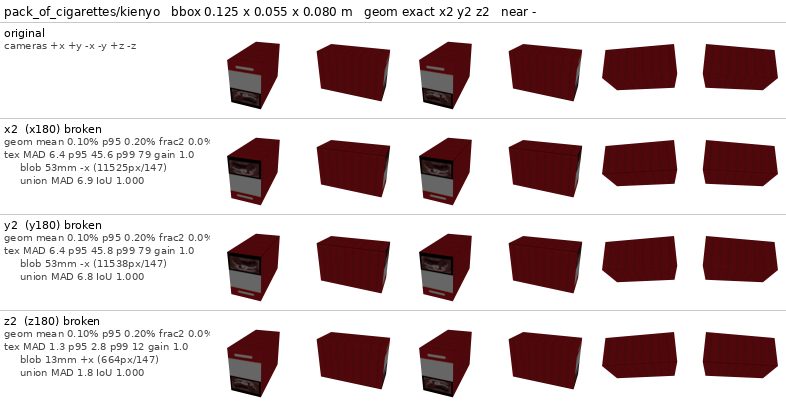 pack_of_cigarettes/kienyo   bbox 0.125 x 0.055 x 0.080 m   geom exact x2 y2 z2   near -
original
cameras +x +y -x -y +z -z
x2  (x180) broken
geom mean 0.10% p95 0.20% frac2 0.0%
tex MAD 6.4 p95 45.6 p99 79 gain 1.0
blob 53mm -x (11525px/147)
union MAD 6.9 IoU 1.000
y2  (y180) broken
geom mean 0.10% p95 0.20% frac2 0.0%
tex MAD 6.4 p95 45.8 p99 79 gain 1.0
blob 53mm -x (11538px/147)
union MAD 6.8 IoU 1.000
z2  (z180) broken
geom mean 0.10% p95 0.20% frac2 0.0%
tex MAD 1.3 p95 2.8 p99 12 gain 1.0
blob 13mm +x (664px/147)
union MAD 1.8 IoU 1.000